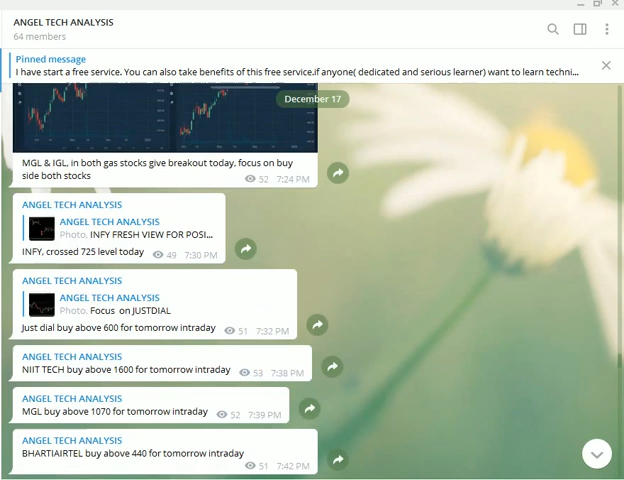 ANGEL TECH ANALYSIS
64 members
Pinned message
I have start a free service. You can also take benefits of this free service.if anyone( dedicated and serious learner) want to learn techni...
December 17
MGL & IGL, in both gas stocks give breakout today, focus on buy
side both stocks
52 7:24 PM
ANGEL TECH ANALYSIS
ANGEL TECH ANALYSIS
Photo. INFY FRESH VIEW FOR POSI...
INFY, crossed 725 level today 49 7:30 PM
ANGEL TECH ANALYSIS
ANGEL TECH ANALYSIS
Photo. Focus on JUSTDIAL
Just dial buy above 600 for tomorrow intraday 51 7:32 PM
ANGEL TECH ANALYSIS
NIIT TECH buy above 1600 for tomorrow intraday 53 7:38 PM
ANGEL TECH ANALYSIS
MGL buy above 1070 for tomorrow intraday 52 7:39 PM
ANGEL TECH ANALYSIS
BHARTIAIRTEL buy above 440 for tomorrow intraday
51 7:42 PM